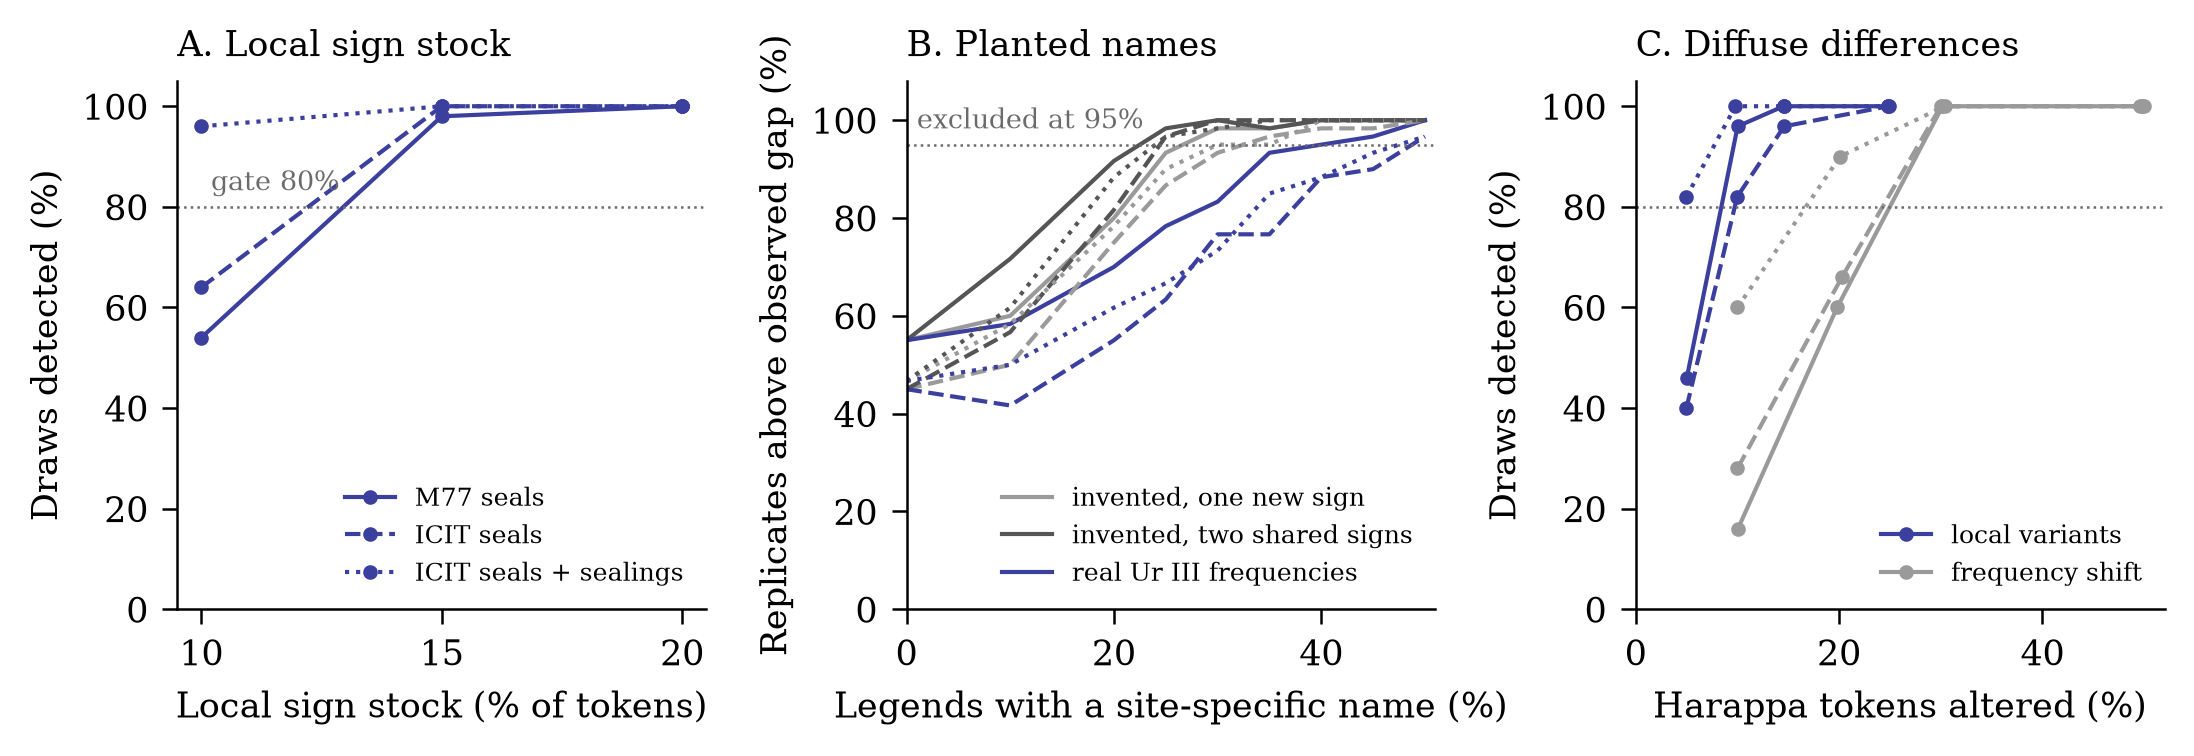 A. Local sign stock
Draws detected (%)
100
80
60
40
20
0
gate 80%
M77 seals
ICIT seals
ICIT seals + sealings
10 15 20
Local sign stock (% of tokens)
B. Planted names
Replicates above observed gap (%)
100
80
60
40
20
0
excluded at 95%
invented, one new sign
invented, two shared signs
real Ur III frequencies
0 20 40
Legends with a site-specific name (%)
C. Diffuse differences
Draws detected (%)
100
80
60
40
20
0
local variants
frequency shift
0 20 40
Harappa tokens altered (%)